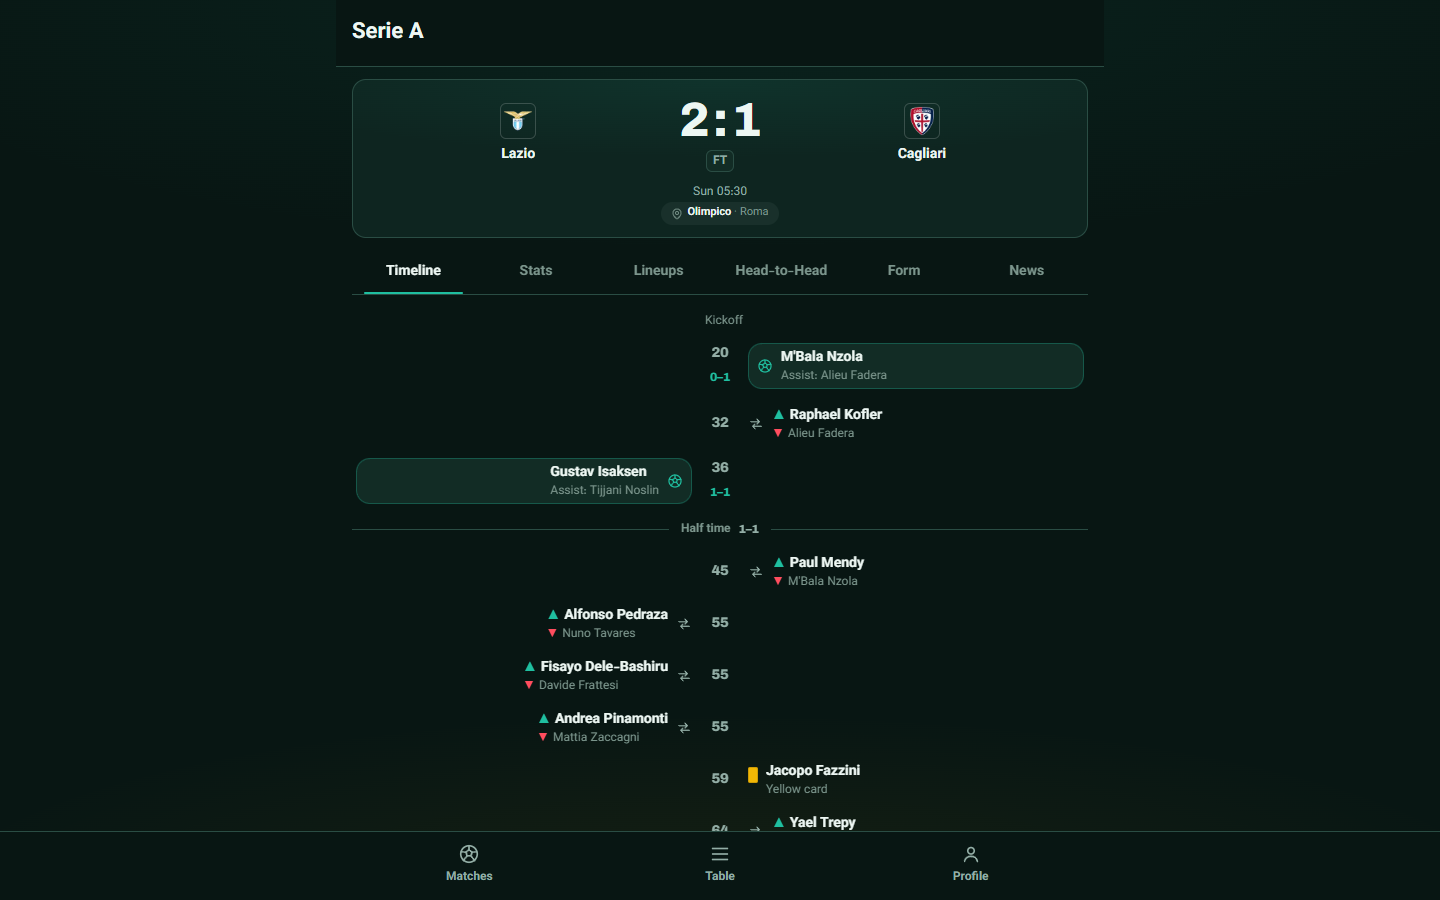 Serie A
Lazio
2:1
FT
Sun 05:30
Olimpico · Roma
Cagliari
Timeline
Stats
Lineups
Head-to-Head
Form
News
Kickoff
20
0–1
M'Bala Nzola
Assist: Alieu Fadera
32
Raphael Kofler
Alieu Fadera
Gustav Isaksen
Assist: Tijjani Noslin
36
1–1
Half time 1–1
45
Paul Mendy
M'Bala Nzola
Alfonso Pedraza
Nuno Tavares
55
Fisayo Dele-Bashiru
Davide Frattesi
55
Andrea Pinamonti
Mattia Zaccagni
55
59
Jacopo Fazzini
Yellow card
64
Yael Trepy
Matches
Table
Profile